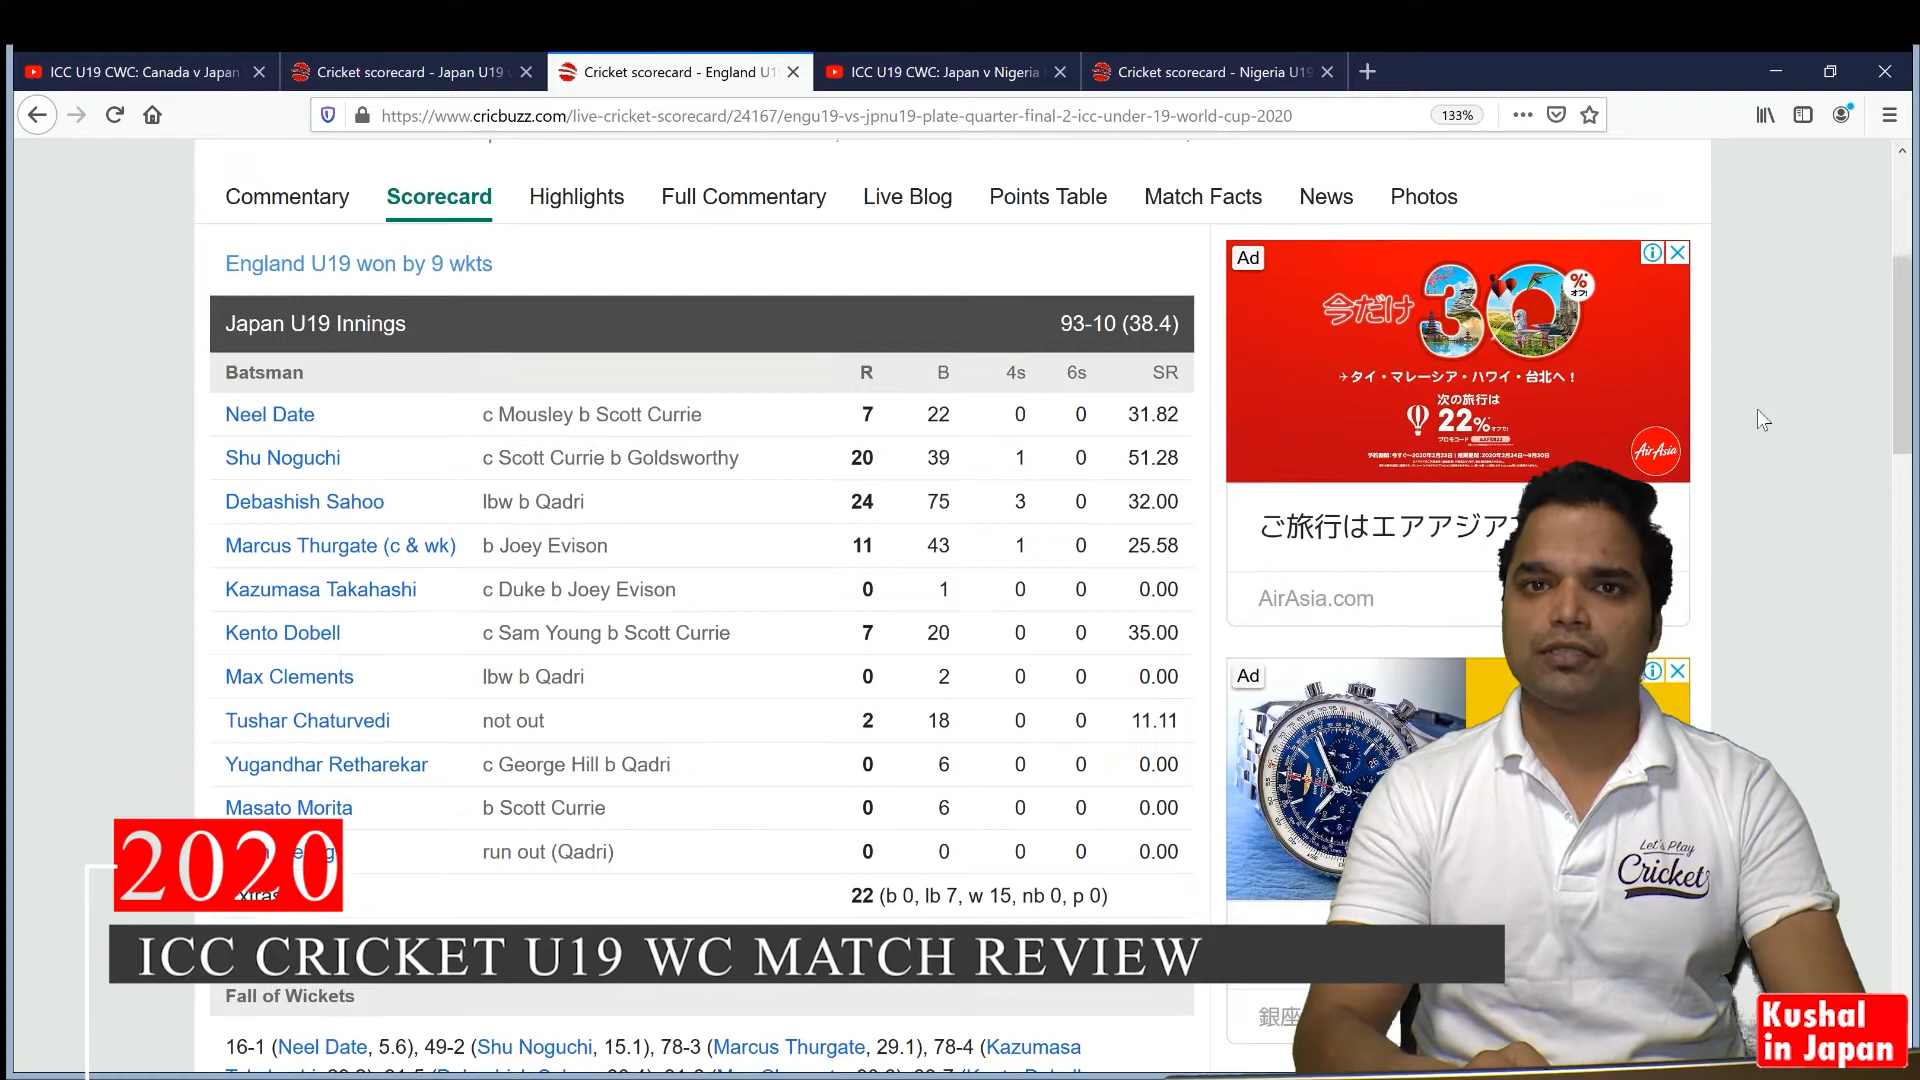 ICC U19 CWC: Canada v Japan
Cricket scorecard - Japan U19
Cricket scorecard - England U1
ICC U19 CWC: Japan v Nigeria
Cricket scorecard - Nigeria U19
https://www.cricbuzz.com/live-cricket-scorecard/24167/engu19-vs-jpnu19-plate-quarter-final-2-icc-under-19-world-cup-2020
133%
Commentary Scorecard Highlights Full Commentary Live Blog Points Table Match Facts News Photos
England U19 won by 9 wkts
Japan U19 Innings 93-10 (38.4)
Batsman R B 4s 6s SR
Neel Date c Mousley b Scott Currie 7 22 0 0 31.82
Shu Noguchi c Scott Currie b Goldsworthy 20 39 1 0 51.28
Debashish Sahoo lbw b Qadri 24 75 3 0 32.00
Marcus Thurgate (c & wk) b Joey Evison 11 43 1 0 25.58
Kazumasa Takahashi c Duke b Joey Evison 0 1 0 0 0.00
Kento Dobell c Sam Young b Scott Currie 7 20 0 0 35.00
Max Clements lbw b Qadri 0 2 0 0 0.00
Tushar Chaturvedi not out 2 18 0 0 11.11
Yugandhar Retharekar c George Hill b Qadri 0 6 0 0 0.00
Masato Morita b Scott Currie 0 6 0 0 0.00
run out (Qadri) 0 0 0 0 0.00
22 (b 0, lb 7, w 15, nb 0, p 0)
Fall of Wickets
16-1 (Neel Date, 5.6), 49-2 (Shu Noguchi, 15.1), 78-3 (Marcus Thurgate, 29.1), 78-4 (Kazumasa
Ad
今だけ 30 %オフ!
タイ・マレーシア・ハワイ・台北へ!
次の旅行は
22%オフ!
プロモコード AAFEB22
AirAsia
ご旅行はエアアジア
AirAsia.com
Ad
銀座
Let's Play
Cricket
2020
ICC CRICKET U19 WC MATCH REVIEW
Kushal
in Japan